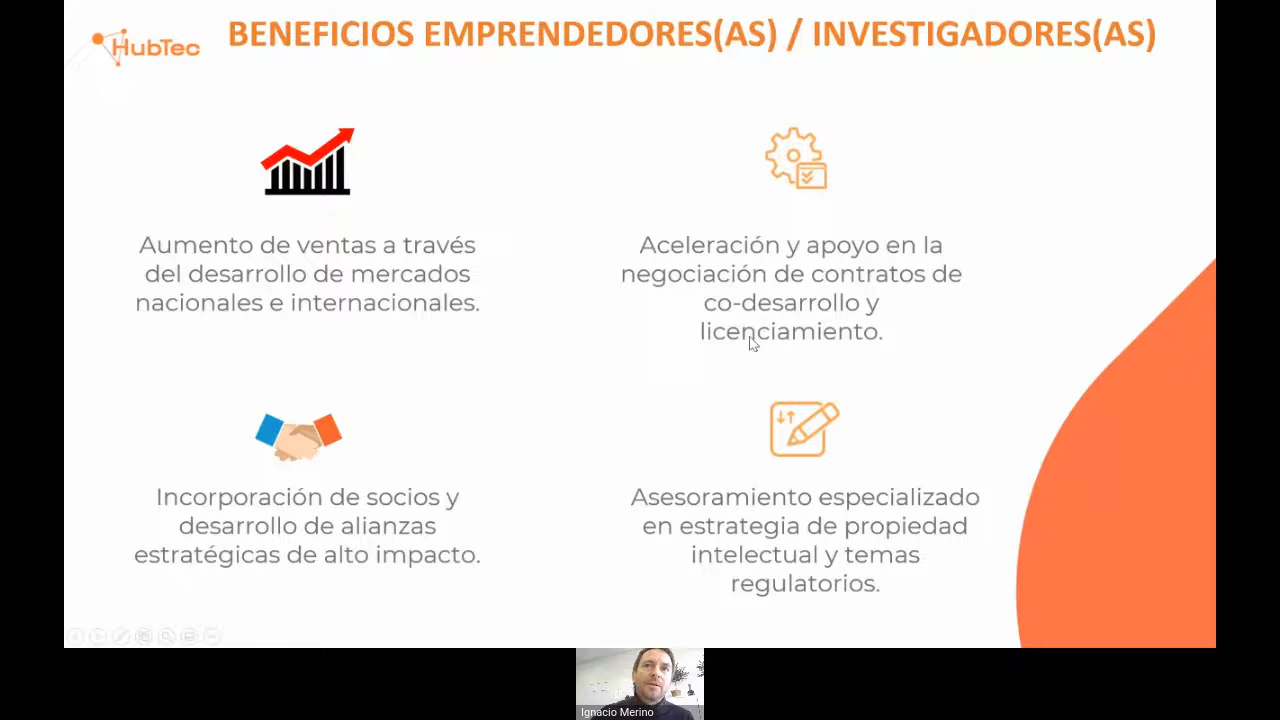 HubTec
BENEFICIOS EMPRENDEDORES(AS) / INVESTIGADORES(AS)
Aumento de ventas a través
del desarrollo de mercados
nacionales e internacionales.
Aceleración y apoyo en la
negociación de contratos de
co-desarrollo y
licenciamiento.
Incorporación de socios y
desarrollo de alianzas
estratégicas de alto impacto.
Asesoramiento especializado
en estrategia de propiedad
intelectual y temas
regulatorios.
Ignacio Merino